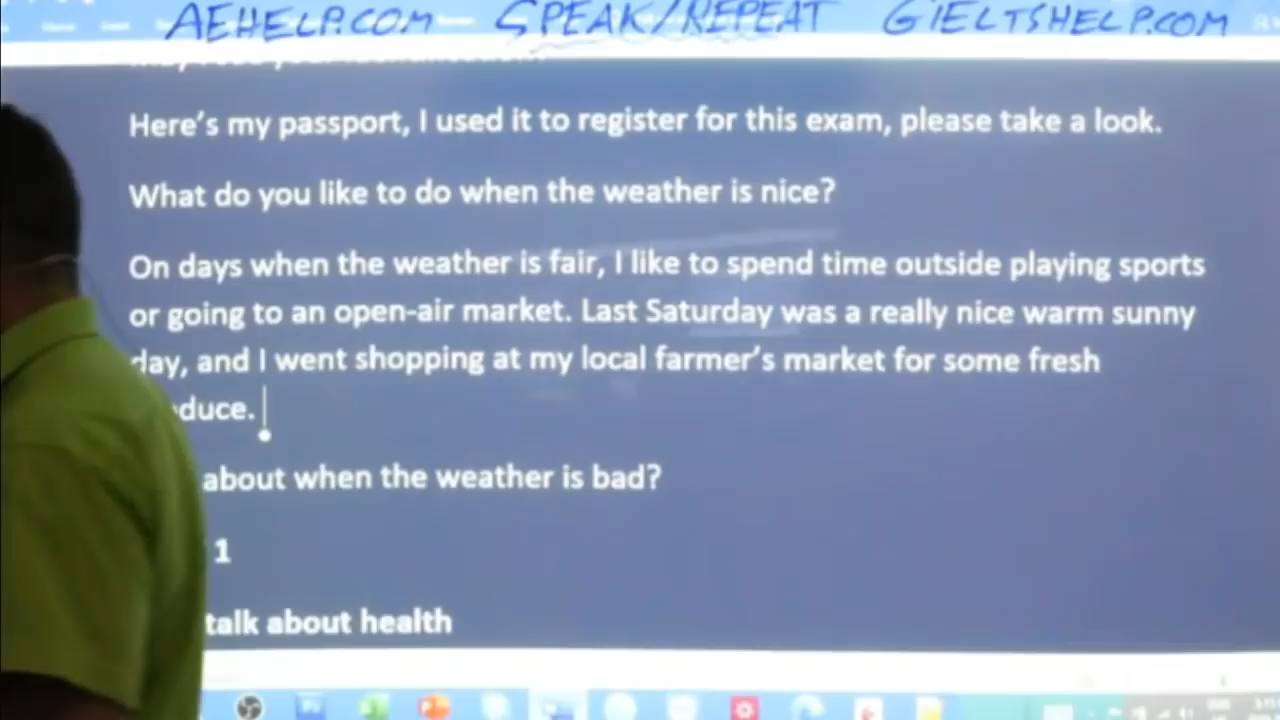 AEHELP.COM SPEAK/REPEAT GIELTSHELP.COM
Here's my passport, I used it to register for this exam, please take a look.
What do you like to do when the weather is nice?
On days when the weather is fair, I like to spend time outside playing sports
or going to an open-air market. Last Saturday was a really nice warm sunny
day, and I went shopping at my local farmer's market for some fresh
duce.
about when the weather is bad?
1
talk about health